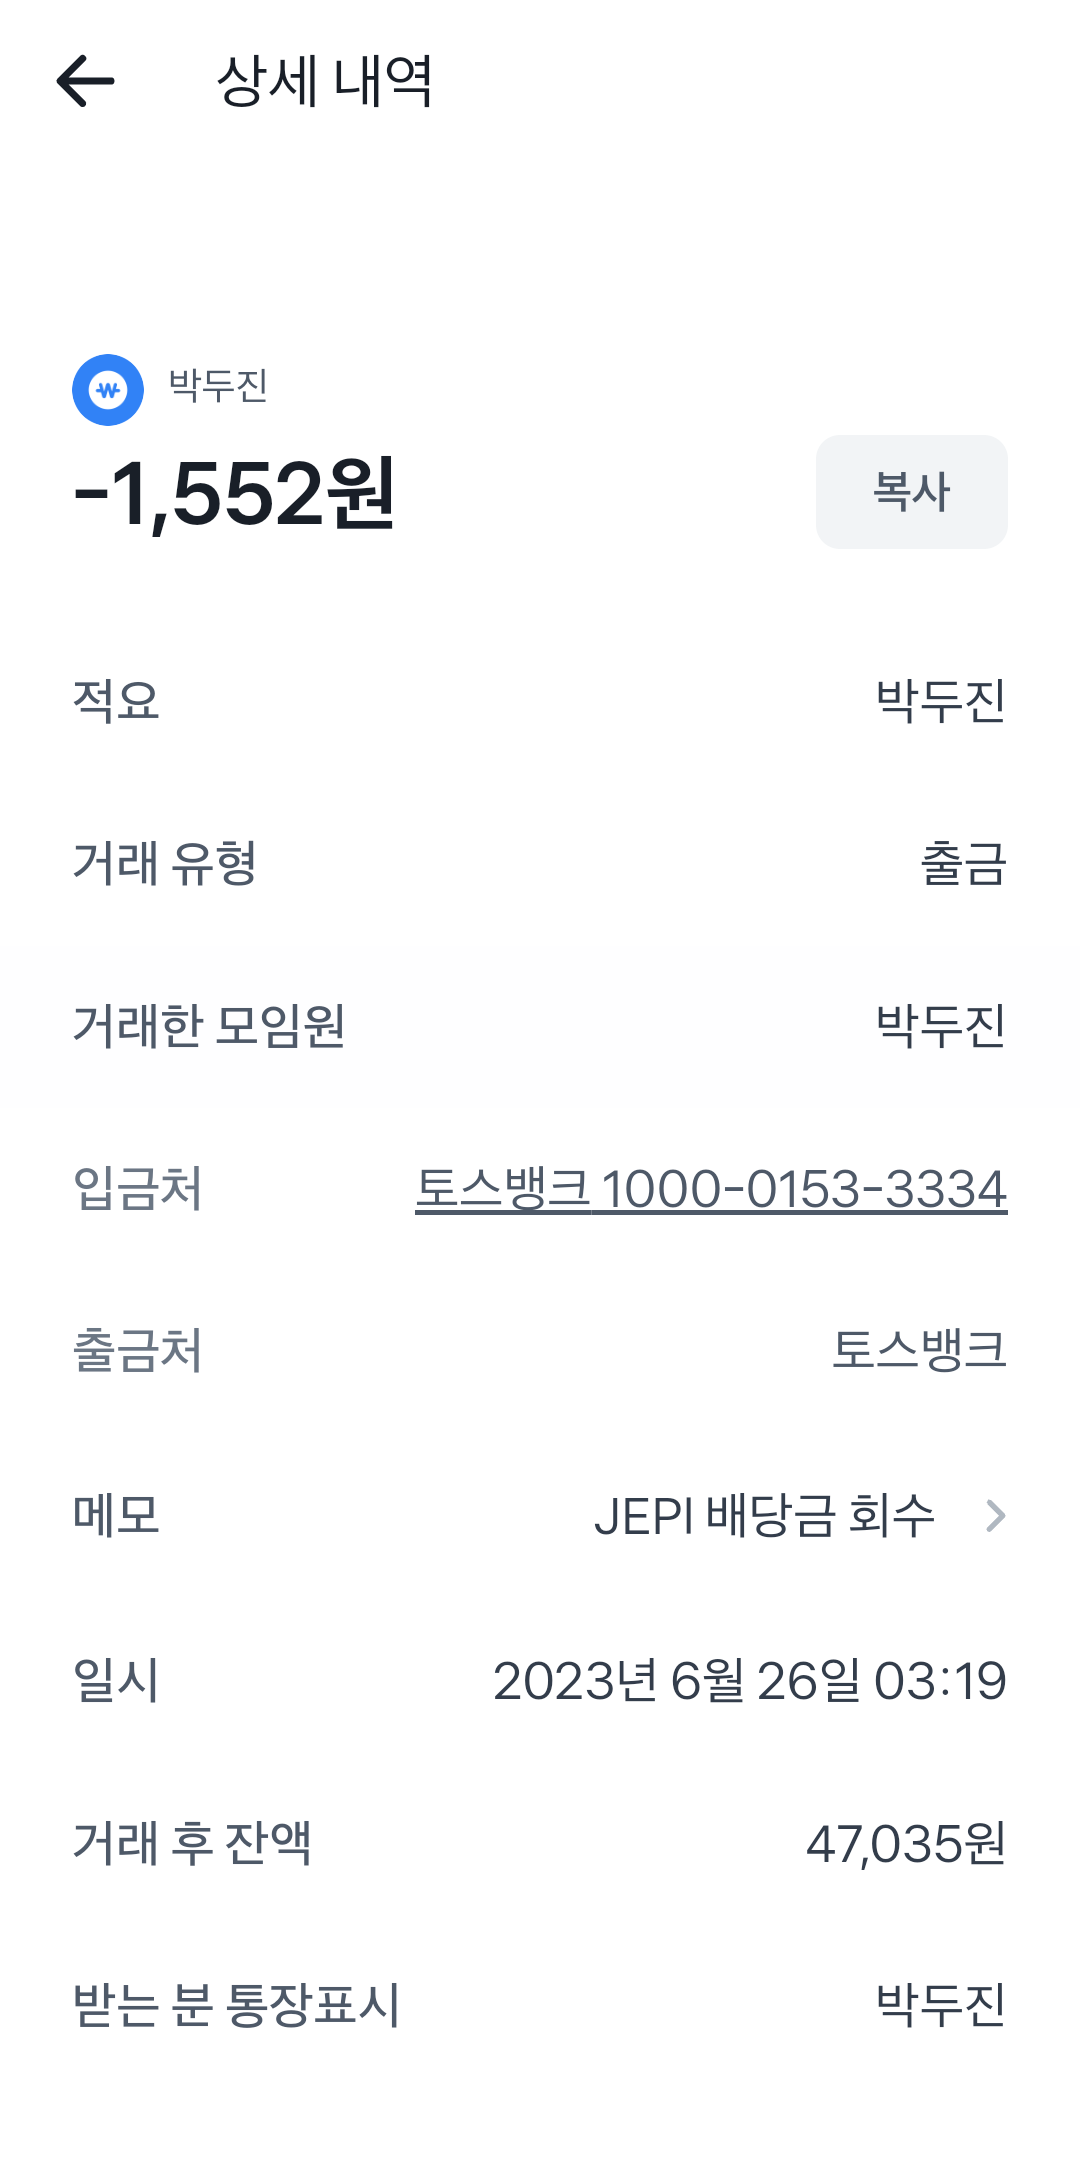 상세 내역
박두진
-1,552원
복사
적요 박두진
거래 유형 출금
거래한 모임원 박두진
입금처 토스뱅크 1000-0153-3334
출금처 토스뱅크
메모 JEPI 배당금 회수
일시 2023년 6월 26일 03:19
거래 후 잔액 47,035원
받는 분 통장표시 박두진